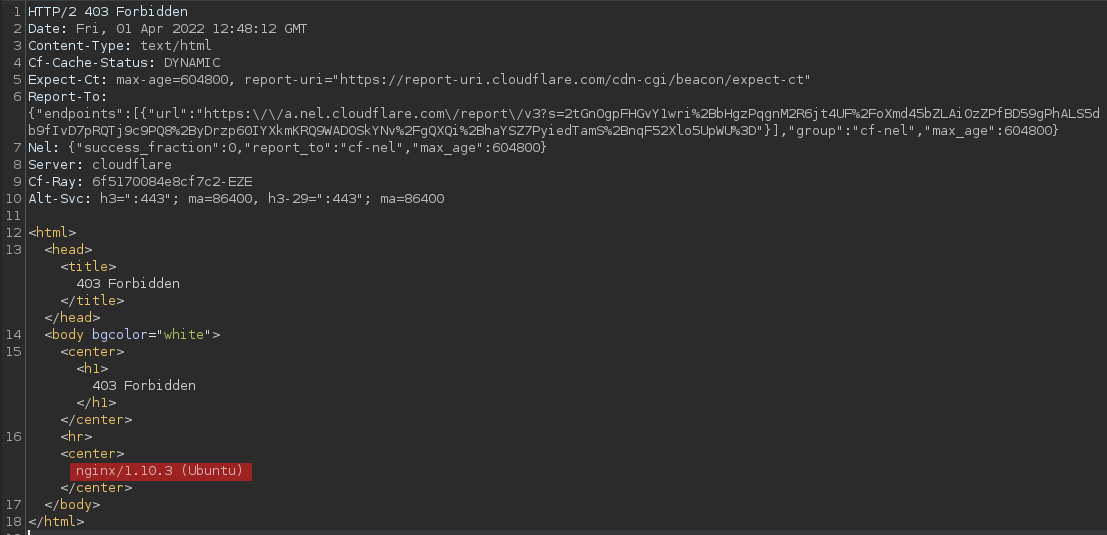 1 HTTP/2 403 Forbidden
2 Date: Fri, 01 Apr 2022 12:48:12 GMT
3 Content-Type: text/html
4 Cf-Cache-Status: DYNAMIC
5 Expect-Ct: max-age=604800, report-uri="https://report-uri.cloudflare.com/cdn-cgi/beacon/expect-ct"
6 Report-To:
{"endpoints":[{"url":"https:\/\/a.nel.cloudflare.com\/report\/v3?s=2tGnOgpFHGvY1wri%2BbHgzPqgnM2R6jt4UF%2FoXmd45bZLAiOzZPfBD59gPhALS5d
b9fIvD7pRQTj9c9PQ8%2ByDrzp60IYXkmKRQ9WADOSkYNv%2FgQXQi%2BhaYSZ7PyiedTamS%2BnqF52Xlo5UpWU%3D"}],"group":"cf-nel","max_age":604800}
7 Nel: {"success_fraction":0,"report_to":"cf-nel","max_age":604800}
8 Server: cloudflare
9 Cf-Ray: 6f5170084e8cf7c2-EZE
10 Alt-Svc: h3=":443"; ma=86400, h3-29=":443"; ma=86400
11
12 <html>
13 <head>
<title>
403 Forbidden
</title>
</head>
14 <body bgcolor="white">
15 <center>
<h1>
403 Forbidden
</h1>
</center>
16 <hr>
<center>
nginx/1.10.3 (Ubuntu)
</center>
17 </body>
18 </html>